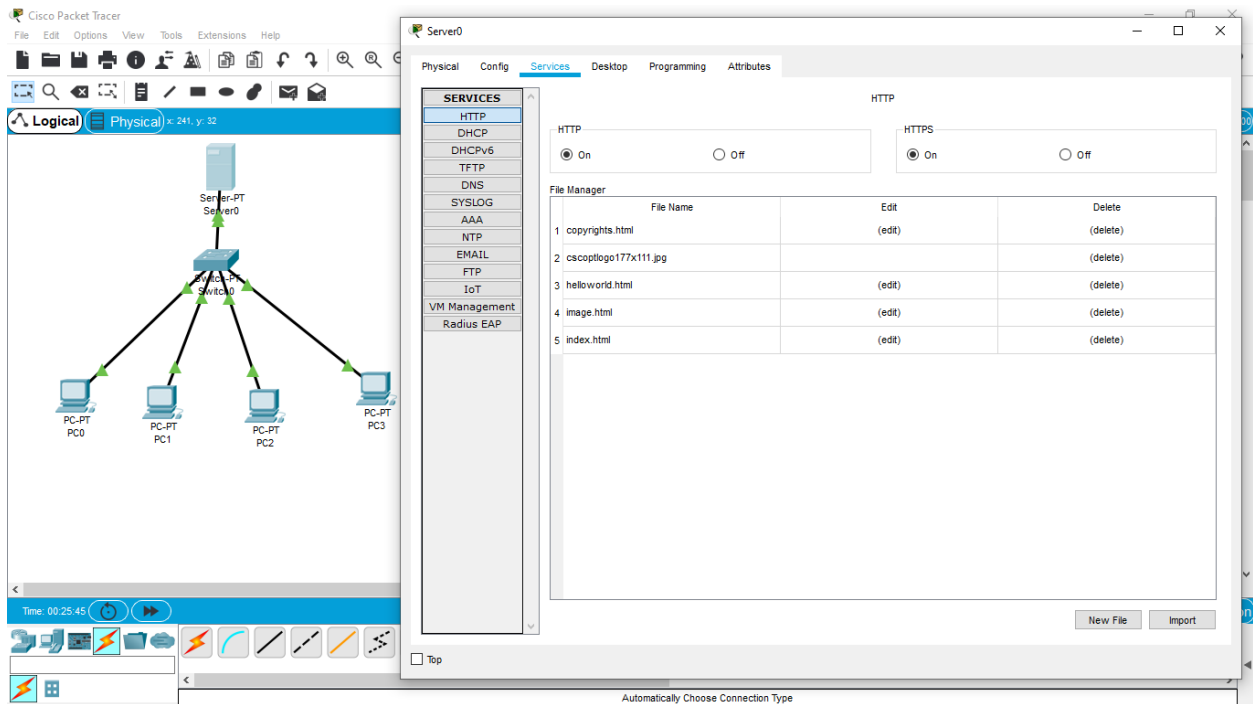 Cisco Packet Tracer
File Edit Options View Tools Extensions Help
Logical Physical x: 241, y: 32
Server-PT
Server0
Switch-PT
Switch0
PC-PT
PC0
PC-PT
PC1
PC-PT
PC2
PC-PT
PC3
Time: 00:25:45
Server0
Physical Config Services Desktop Programming Attributes
SERVICES
HTTP
DHCP
DHCPv6
TFTP
DNS
SYSLOG
AAA
NTP
EMAIL
FTP
IoT
VM Management
Radius EAP
HTTP
HTTP
On Off
HTTPS
On Off
File Manager
File Name Edit Delete
1 copyrights.html (edit) (delete)
2 cscoptlogo177x111.jpg (delete)
3 helloworld.html (edit) (delete)
4 image.html (edit) (delete)
5 index.html (edit) (delete)
New File Import
Top
Automatically Choose Connection Type